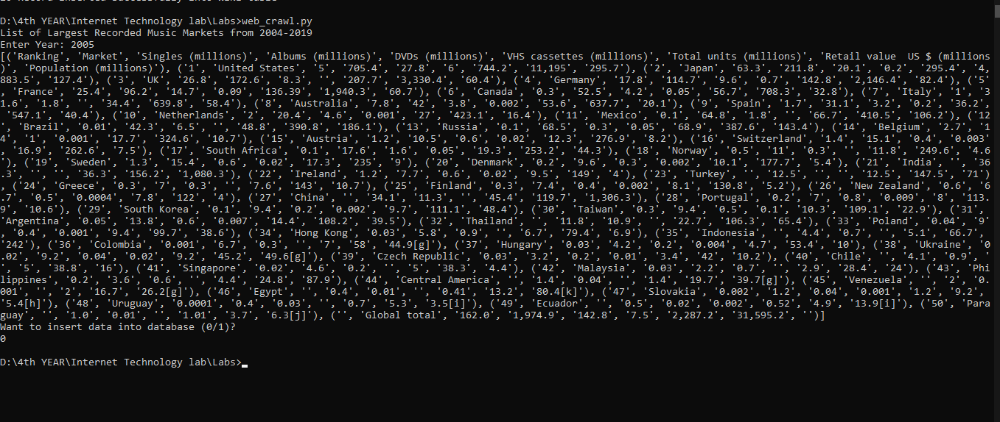 20 Record inserted successfully into wiki table
D:\4th YEAR\Internet Technology lab\Labs>web_crawl.py
List of Largest Recorded Music Markets from 2004-2019
Enter Year: 2005
[('Ranking', 'Market', 'Singles (millions)', 'Albums (millions)', 'DVDs (millions)', 'VHS cassettes (millions)', 'Total units (millions)', 'Retail value  US $ (millions
)', 'Population (millions)'), ('1', 'United States', '5', '705.4', '27.8', '6', '744.2', '11,195', '295.7'), ('2', 'Japan', '63.3', '211.8', '20.1', '0.2', '295.4', '4,
883.5', '127.4'), ('3', 'UK', '26.8', '172.6', '8.3', '', '207.7', '3,330.4', '60.4'), ('4', 'Germany', '17.8', '114.7', '9.6', '0.7', '142.8', '2,146.4', '82.4'), ('5'
, 'France', '25.4', '96.2', '14.7', '0.09', '136.39', '1,940.3', '60.7'), ('6', 'Canada', '0.3', '52.5', '4.2', '0.05', '56.7', '708.3', '32.8'), ('7', 'Italy', '1', '3
1.6', '1.8', '', '34.4', '639.8', '58.4'), ('8', 'Australia', '7.8', '42', '3.8', '0.002', '53.6', '637.7', '20.1'), ('9', 'Spain', '1.7', '31.1', '3.2', '0.2', '36.2',
 '547.1', '40.4'), ('10', 'Netherlands', '2', '20.4', '4.6', '0.001', '27', '423.1', '16.4'), ('11', 'Mexico', '0.1', '64.8', '1.8', '', '66.7', '410.5', '106.2'), ('12
', 'Brazil', '0.01', '42.3', '6.5', '', '48.8', '390.8', '186.1'), ('13', 'Russia', '0.1', '68.5', '0.3', '0.05', '68.9', '387.6', '143.4'), ('14', 'Belgium', '2.7', '1
4', '1', '0.001', '17.7', '324.6', '10.7'), ('15', 'Austria', '1.2', '10.5', '0.6', '0.02', '12.3', '276.9', '8.2'), ('16', 'Switzerland', '1.4', '15.1', '0.4', '0.003'
, '16.9', '262.6', '7.5'), ('17', 'South Africa', '0.1', '17.6', '1.6', '0.05', '19.3', '253.2', '44.3'), ('18', 'Norway', '0.5', '11', '0.3', '', '11.8', '249.6', '4.6
'), ('19', 'Sweden', '1.3', '15.4', '0.6', '0.02', '17.3', '235', '9'), ('20', 'Denmark', '0.2', '9.6', '0.3', '0.002', '10.1', '177.7', '5.4'), ('21', 'India', '', '36
.3', '', '', '36.3', '156.2', '1,080.3'), ('22', 'Ireland', '1.2', '7.7', '0.6', '0.02', '9.5', '149', '4'), ('23', 'Turkey', '', '12.5', '', '', '12.5', '147.5', '71')
, ('24', 'Greece', '0.3', '7', '0.3', '', '7.6', '143', '10.7'), ('25', 'Finland', '0.3', '7.4', '0.4', '0.002', '8.1', '130.8', '5.2'), ('26', 'New Zealand', '0.6', '6
.7', '0.5', '0.0004', '7.8', '122', '4'), ('27', 'China', '', '34.1', '11.3', '', '45.4', '119.7', '1,306.3'), ('28', 'Portugal', '0.2', '7', '0.8', '0.009', '8', '113.
9', '10.6'), ('29', 'South Korea', '0.1', '9.4', '0.2', '0.002', '9.7', '111.1', '48.4'), ('30', 'Taiwan', '0.3', '9.4', '0.5', '0.1', '10.3', '109.1', '22.9'), ('31',
'Argentina', '0.05', '13.8', '0.6', '0.007', '14.4', '108.2', '39.5'), ('32', 'Thailand', '', '11.8', '10.9', '', '22.7', '106.3', '65.4'), ('33', 'Poland', '0.04', '9'
, '0.4', '0.001', '9.4', '99.7', '38.6'), ('34', 'Hong Kong', '0.03', '5.8', '0.9', '', '6.7', '79.4', '6.9'), ('35', 'Indonesia', '', '4.4', '0.7', '', '5.1', '66.7',
'242'), ('36', 'Colombia', '0.001', '6.7', '0.3', '', '7', '58', '44.9[g]'), ('37', 'Hungary', '0.03', '4.2', '0.2', '0.004', '4.7', '53.4', '10'), ('38', 'Ukraine', '0
.02', '9.2', '0.04', '0.02', '9.2', '45.2', '49.6[g]'), ('39', 'Czech Republic', '0.03', '3.2', '0.2', '0.01', '3.4', '42', '10.2'), ('40', 'Chile', '', '4.1', '0.9', '
', '5', '38.8', '16'), ('41', 'Singapore', '0.02', '4.6', '0.2', '', '5', '38.3', '4.4'), ('42', 'Malaysia', '0.03', '2.2', '0.7', '', '2.9', '28.4', '24'), ('43', 'Phi
lippines', '0.2', '3.6', '0.6', '', '4.4', '24.8', '87.9'), ('44', 'Central America', '', '1.4', '0.04', '', '1.4', '19.7', '39.7[g]'), ('45', 'Venezuela', '', '2', '0.
001', '', '2', '16.7', '26.2[g]'), ('46', 'Egypt', '', '0.4', '0.01', '', '0.41', '13.2', '80.4[k]'), ('47', 'Slovakia', '0.002', '1.2', '0.04', '0.001', '1.2', '9.2',
'5.4[h]'), ('48', 'Uruguay', '0.0001', '0.4', '0.03', '', '0.7', '5.3', '3.5[i]'), ('49', 'Ecuador', '', '0.5', '0.02', '0.002', '0.52', '4.9', '13.9[i]'), ('50', 'Para
guay', '', '1.0', '0.01', '', '1.01', '3.7', '6.3[j]'), ('', 'Global total', '162.0', '1,974.9', '142.8', '7.5', '2,287.2', '31,595.2', '')]
Want to insert data into database (0/1)?
0
D:\4th YEAR\Internet Technology lab\Labs>